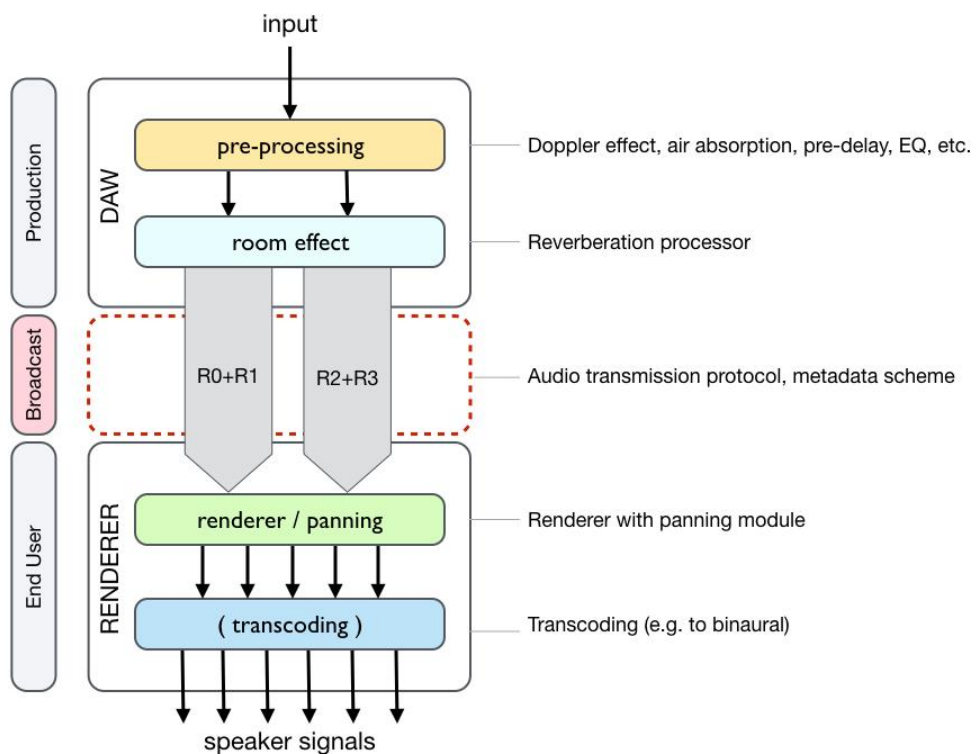 input
Production
DAW
pre-processing
Doppler effect, air absorption, pre-delay, EQ, etc.
room effect
Reverberation processor
Broadcast
R0+R1
R2+R3
Audio transmission protocol, metadata scheme
End User
RENDERER
renderer / panning
Renderer with panning module
( transcoding )
Transcoding (e.g. to binaural)
speaker signals